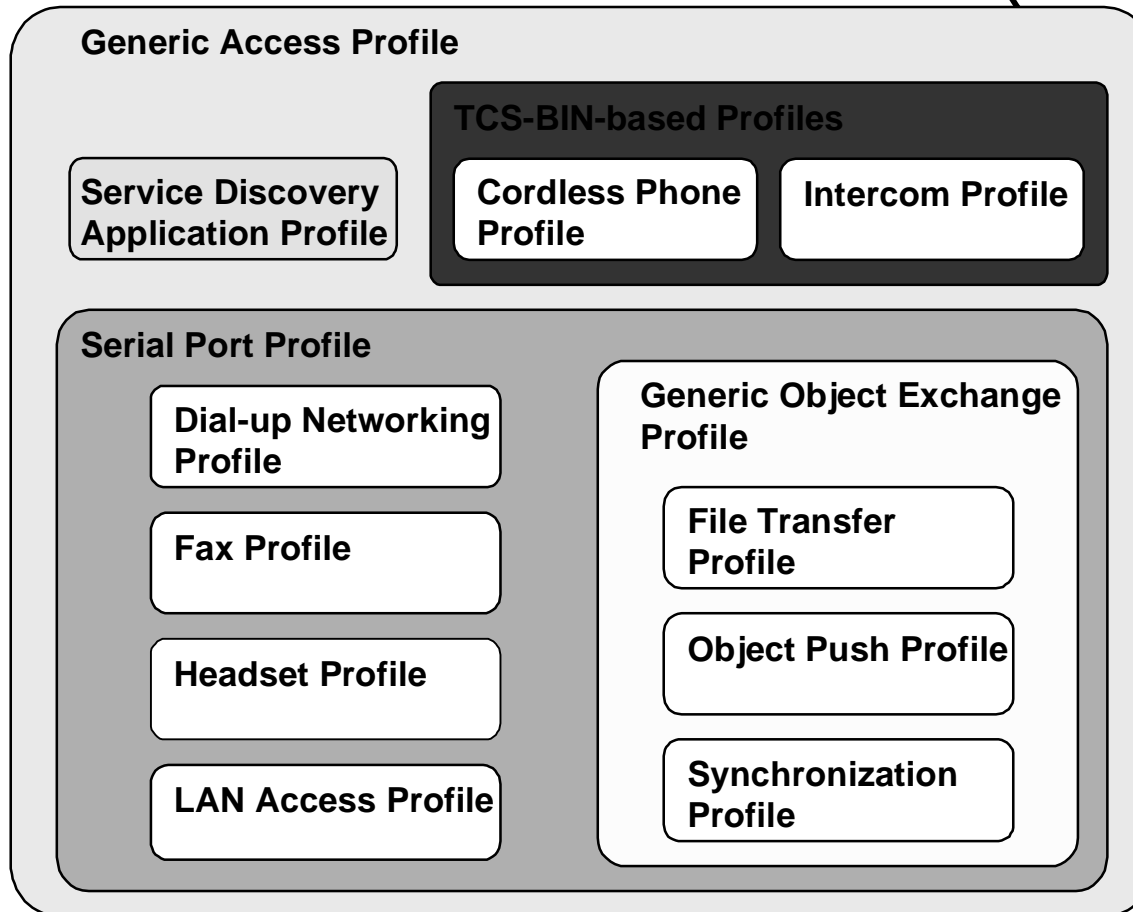 Generic Access Profile
TCS-BIN-based Profiles
Service Discovery
Application Profile
Cordless Phone
Profile
Intercom Profile
Serial Port Profile
Dial-up Networking
Profile
Fax Profile
Headset Profile
LAN Access Profile
Generic Object Exchange
Profile
File Transfer
Profile
Object Push Profile
Synchronization
Profile